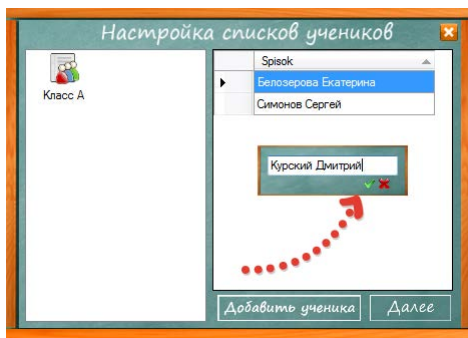 Настройка списков учеников
Класс А
Spisok
Белозерова Екатерина
Симонов Сергей
Курский Дмитрий
Добавить ученика
Далее